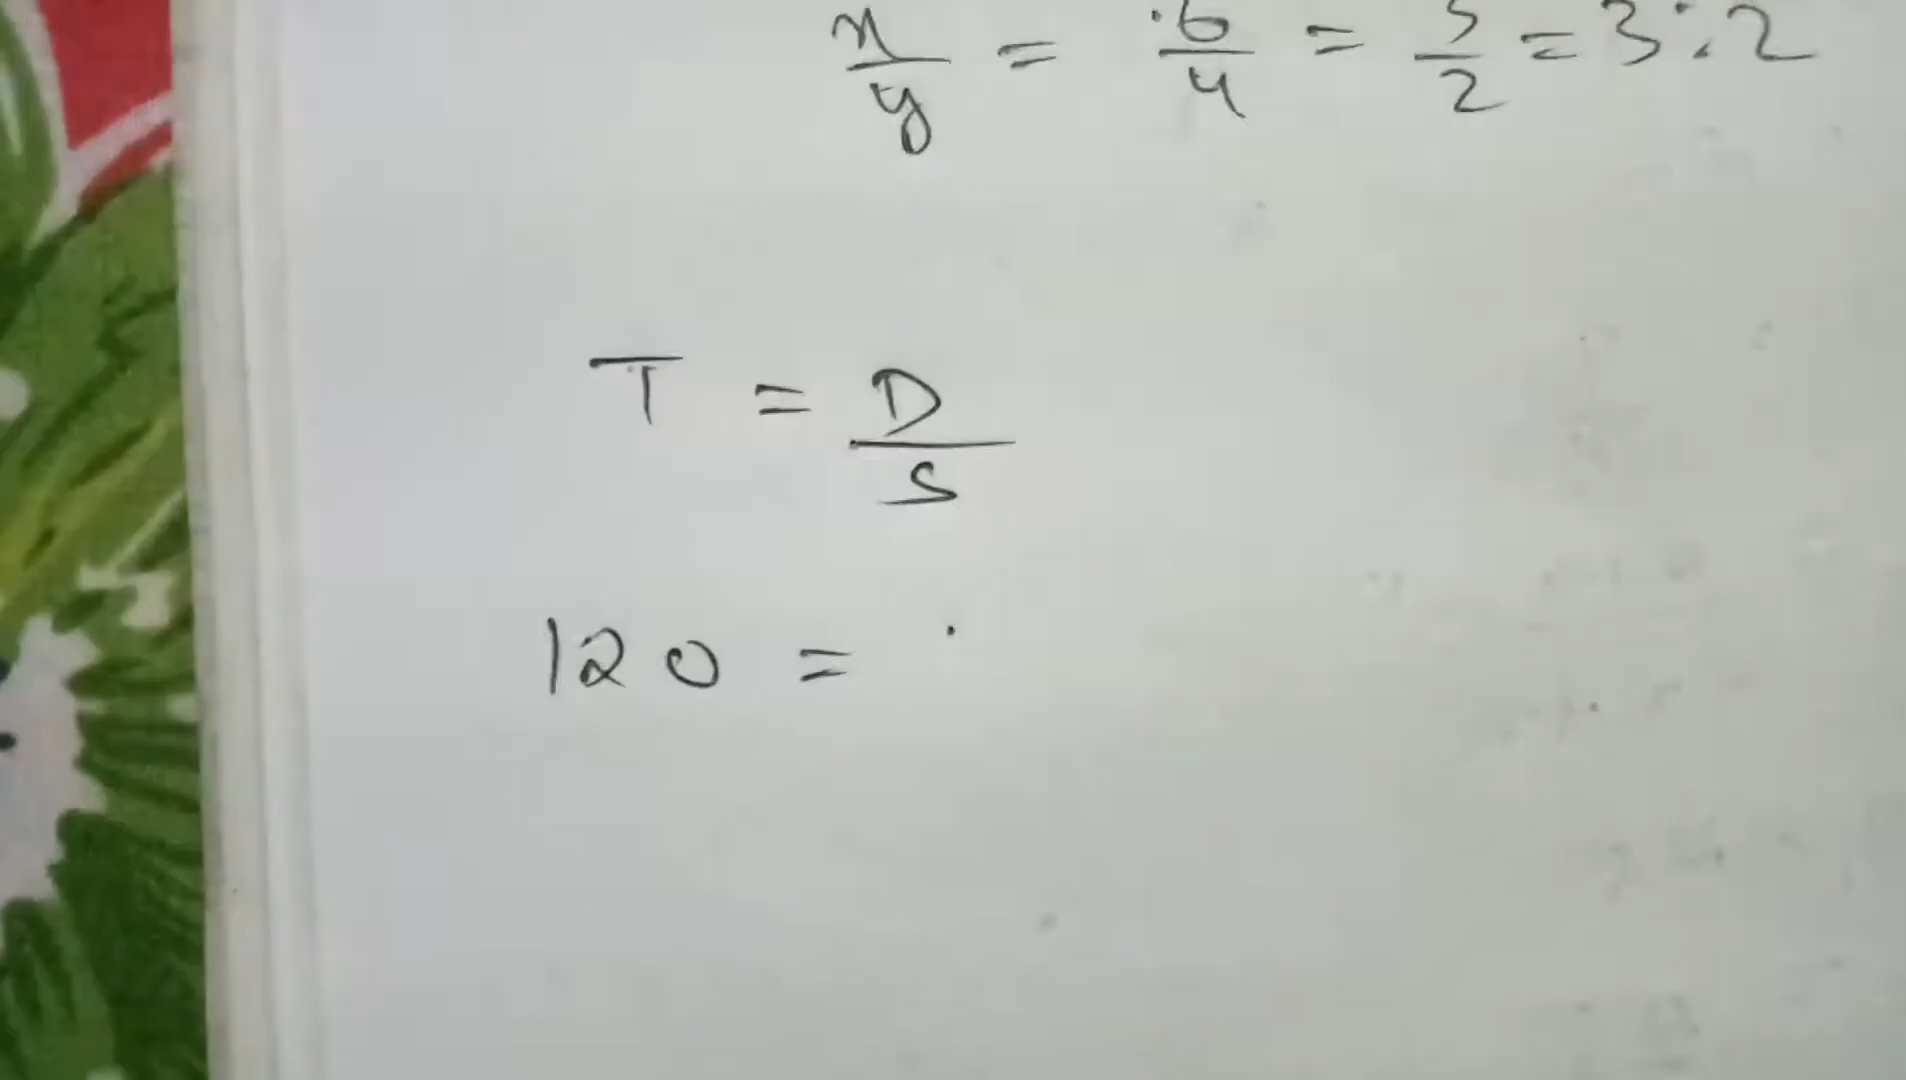 x/y = 6/4 = 3/2 = 3:2
T = D/S
120 =